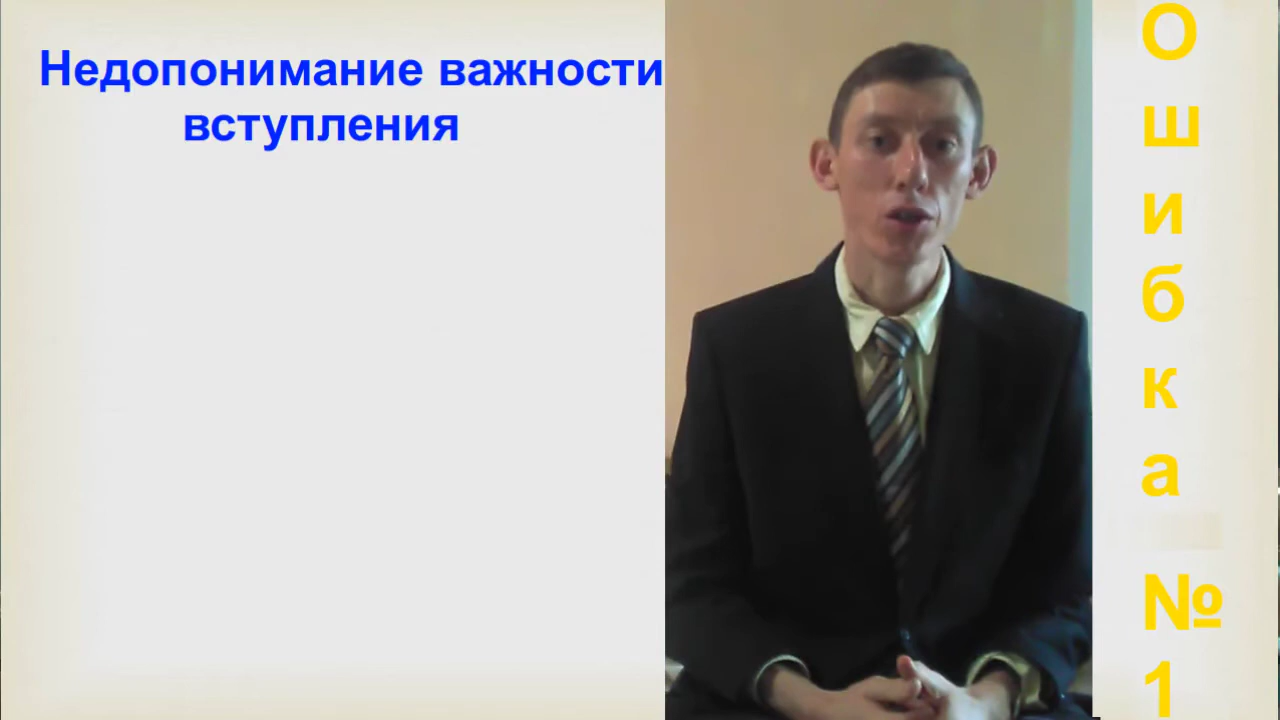 Недопонимание важности
вступления
Ошибка
№
1